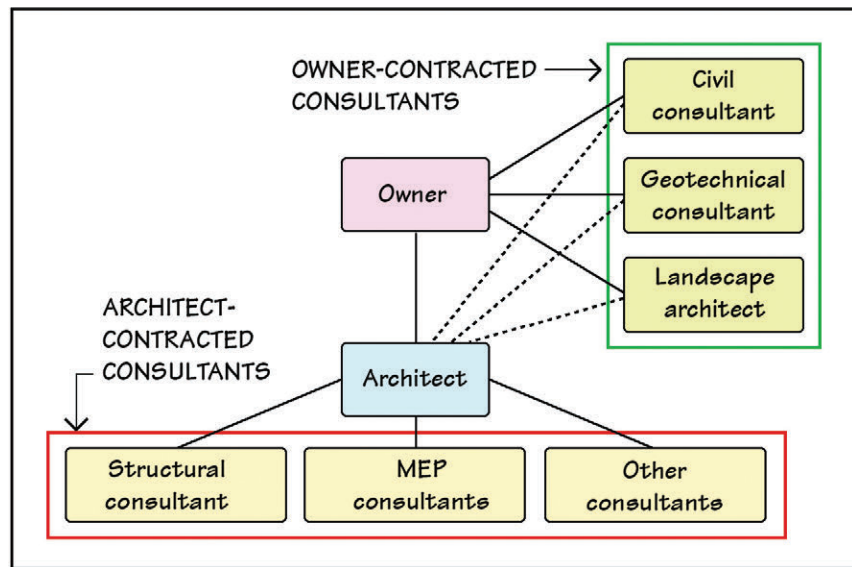 OWNER-CONTRACTED
CONSULTANTS
Civil
consultant
Owner
Geotechnical
consultant
Landscape
architect
ARCHITECT-
CONTRACTED
CONSULTANTS
Architect
Structural
consultant
MEP
consultants
Other
consultants